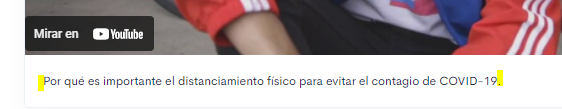 Mirar en YouTube
Por qué es importante el distanciamiento físico para evitar el contagio de COVID-19.